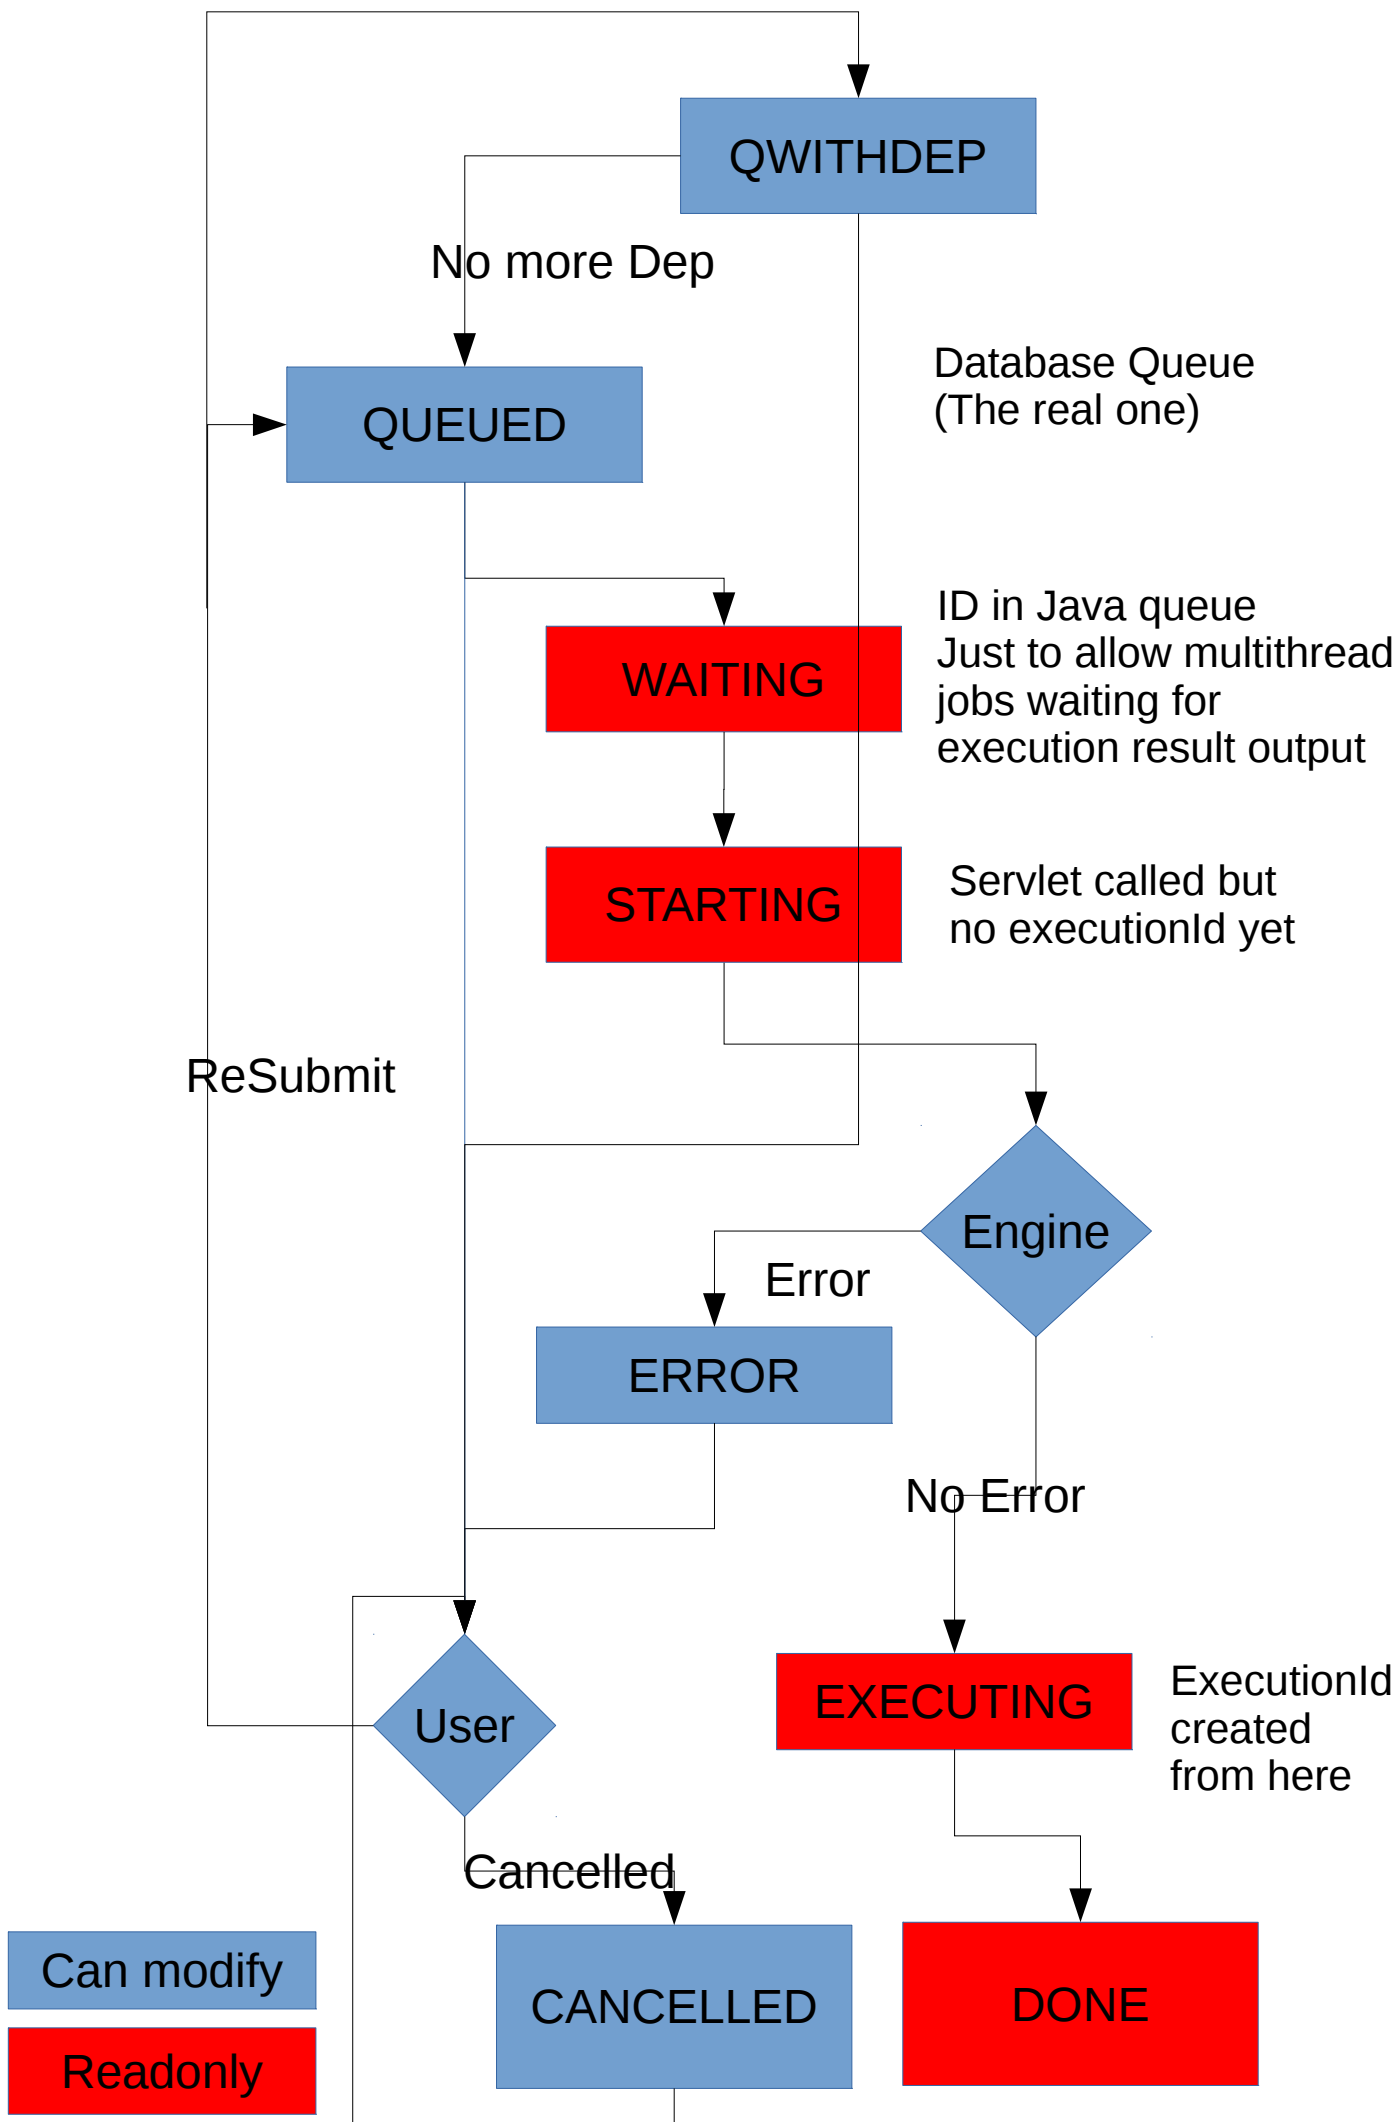 QWITHDEP
No more Dep
Database Queue
(The real one)
QUEUED
ID in Java queue
Just to allow multithread
jobs waiting for
execution result output
WAITING
STARTING
Servlet called but
no executionId yet
ReSubmit
Engine
Error
ERROR
No Error
EXECUTING
ExecutionId
created
from here
User
Cancelled
CANCELLED
DONE
Can modify
Readonly